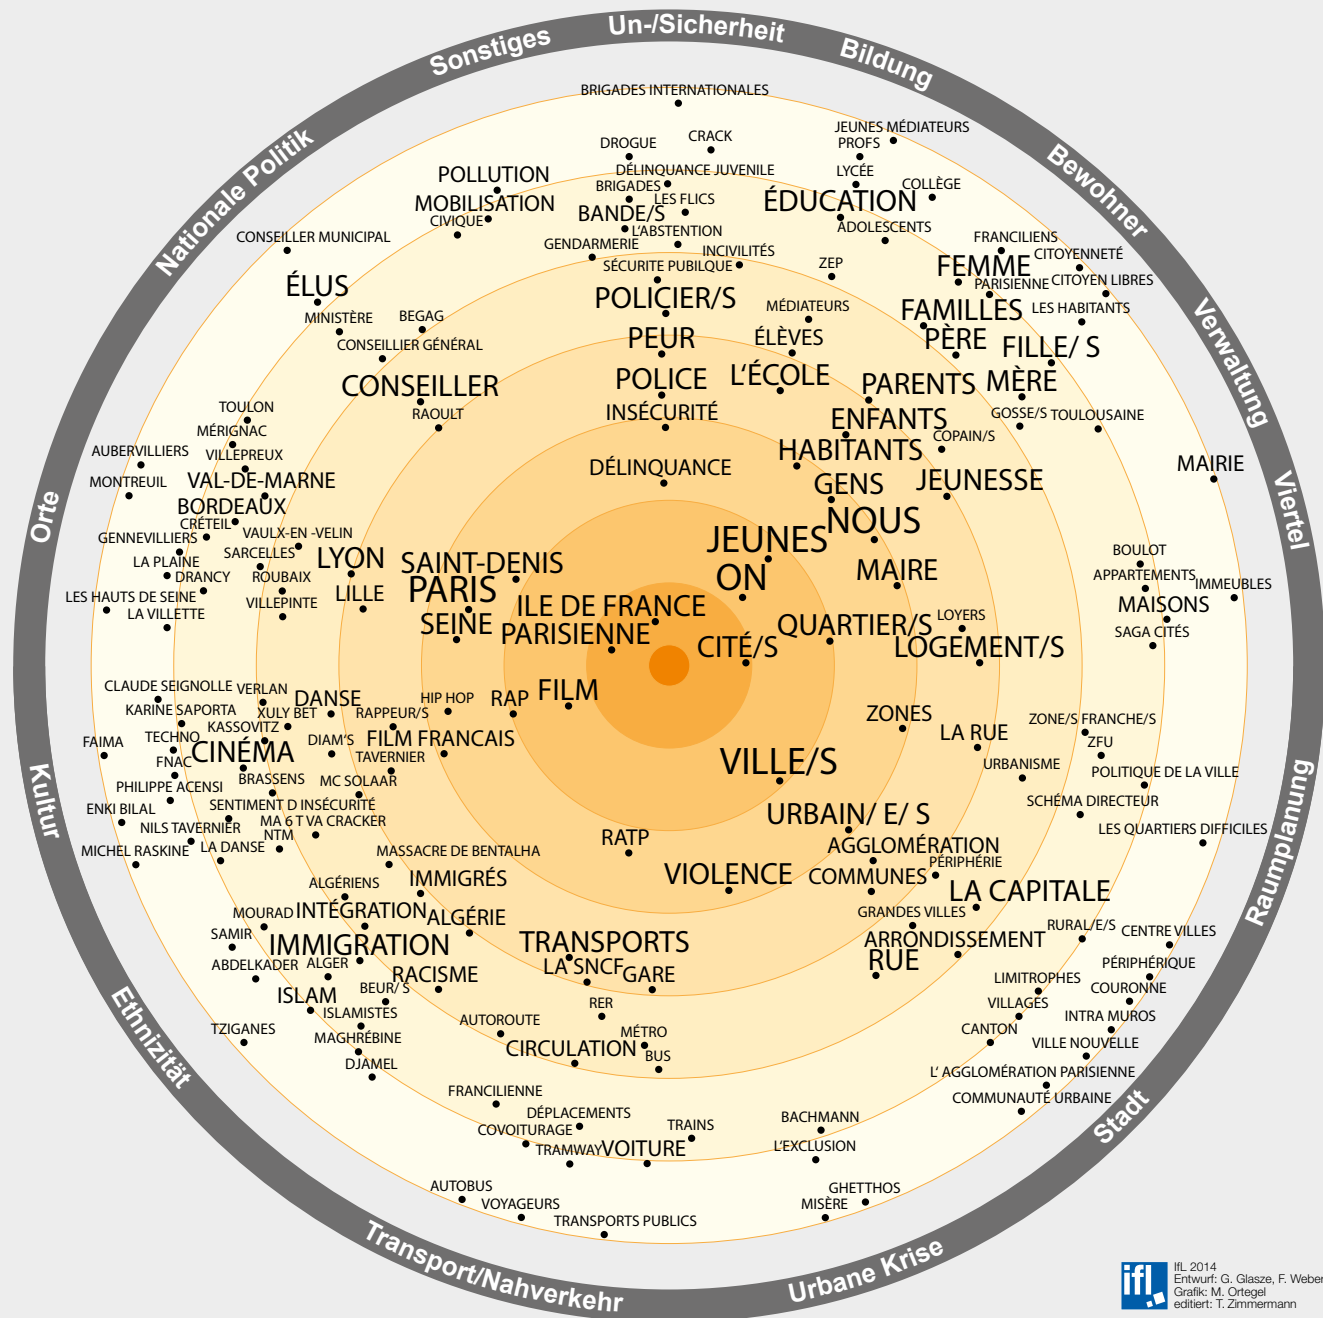 Un-/Sicherheit
Bildung
Bewohner
Verwaltung
Viertel
Raumplanung
Stadt
Urbane Krise
Transport/Nahverkehr
Ethnizität
Kultur
Orte
Nationale Politik
Sonstiges
BRIGADES INTERNATIONALES
DROGUE
CRACK
DÉLINQUANCE JUVENILE
BRIGADES
LES FLICS
BANDE/S
L'ABSTENTION
GENDARMERIE
INCIVILITÉS
SÉCURITE PUBILQUE
POLICIER/S
PEUR
POLICE
INSÉCURITÉ
DÉLINQUANCE
JEUNES MÉDIATEURS
PROFS
LYCÉE
COLLÈGE
ÉDUCATION
ADOLESCENTS
ZEP
MÉDIATEURS
ÉLÈVES
L'ÉCOLE
FRANCILIENS
CITOYENNETÉ
FEMME
PARISIENNE
CITOYEN LIBRES
FAMILLES
LES HABITANTS
PÈRE
FILLE/ S
PARENTS
MÈRE
ENFANTS
GOSSE/S
TOULOUSAINE
COPAIN/S
HABITANTS
GENS
JEUNESSE
NOUS
JEUNES
ON
MAIRIE
MAIRE
BOULOT
APPARTEMENTS
IMMEUBLES
MAISONS
SAGA CITÉS
LOYERS
QUARTIER/S
LOGEMENT/S
CITÉ/S
ZONES
LA RUE
ZONE/S FRANCHE/S
ZFU
URBANISME
POLITIQUE DE LA VILLE
SCHÉMA DIRECTEUR
LES QUARTIERS DIFFICILES
VILLE/S
URBAIN/ E/ S
AGGLOMÉRATION
PÉRIPHÉRIE
COMMUNES
LA CAPITALE
GRANDES VILLES
ARRONDISSEMENT
RUE
RURAL/E/S
CENTRE VILLES
PÉRIPHÉRIQUE
LIMITROPHES
COURONNE
VILLAGES
INTRA MUROS
CANTON
VILLE NOUVELLE
L' AGGLOMÉRATION PARISIENNE
COMMUNAUTÉ URBAINE
VIOLENCE
BACHMANN
L'EXCLUSION
GHETTHOS
MISÈRE
RATP
TRANSPORTS
LA SNCF
GARE
RER
AUTOROUTE
MÉTRO
CIRCULATION
BUS
FRANCILIENNE
DÉPLACEMENTS
COVOITURAGE
TRAINS
TRAMWAY
VOITURE
AUTOBUS
VOYAGEURS
TRANSPORTS PUBLICS
MASSACRE DE BENTALHA
ALGÉRIENS
IMMIGRÉS
MOURAD
INTÉGRATION
ALGÉRIE
SAMIR
IMMIGRATION
ABDELKADER
ALGER
RACISME
BEUR/ S
ISLAM
ISLAMISTES
TZIGANES
MAGHRÉBINE
DJAMEL
FILM
RAP
HIP HOP
CLAUDE SEIGNOLLE
VERLAN
DANSE
KARINE SAPORTA
XULY BET
RAPPEUR/S
KASSOVITZ
TECHNO
FAIMA
CINÉMA
DIAM'S
FILM FRANCAIS
FNAC
TAVERNIER
BRASSENS
MC SOLAAR
PHILIPPE ACENSI
SENTIMENT D INSÉCURITÉ
ENKI BILAL
MA 6 T VA CRACKER
NILS TAVERNIER
NTM
MICHEL RASKINE
LA DANSE
TOULON
MÉRIGNAC
AUBERVILLIERS
VILLEPREUX
MONTREUIL
VAL-DE-MARNE
BORDEAUX
CRÉTEIL
GENNEVILLIERS
VAULX-EN -VELIN
SARCELLES
LA PLAINE
LYON
DRANCY
ROUBAIX
LES HAUTS DE SEINE
VILLEPINTE
LILLE
LA VILLETTE
SAINT-DENIS
PARIS
SEINE
ILE DE FRANCE
PARISIENNE
CONSEILLER MUNICIPAL
ÉLUS
MINISTÈRE
BEGAG
CONSEILLIER GÉNÉRAL
CONSEILLER
RAOULT
POLLUTION
MOBILISATION
CIVIQUE
ifl
IfL 2014
Entwurf: G. Glasze, F. Weber
Grafik: M. Ortegel
editiert: T. Zimmermann